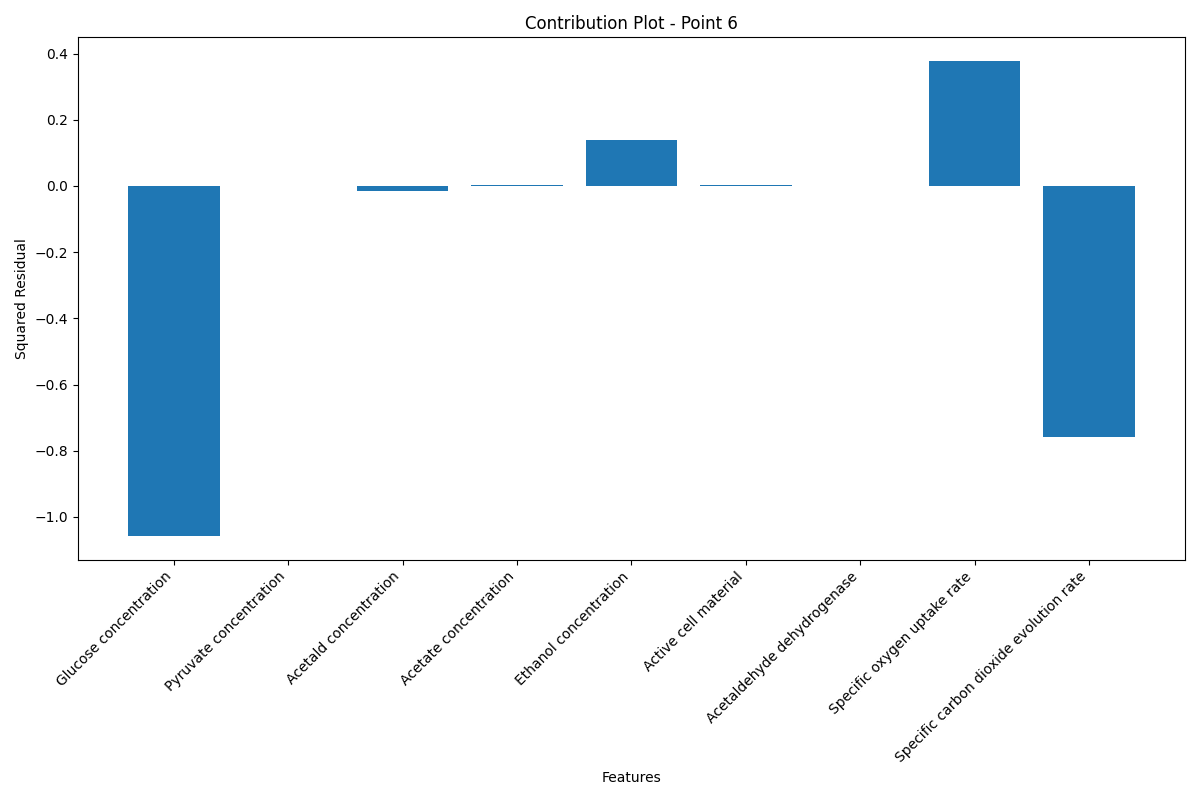 Contribution Plot - Point 6
Squared Residual
0.4
0.2
0.0
−0.2
−0.4
−0.6
−0.8
−1.0
Glucose concentration
Pyruvate concentration
Acetald concentration
Acetate concentration
Ethanol concentration
Active cell material
Acetaldehyde dehydrogenase
Specific oxygen uptake rate
Specific carbon dioxide evolution rate
Features